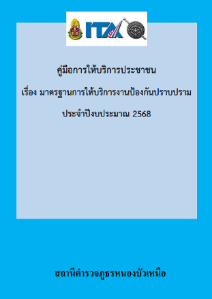 ITA
คู่มือการให้บริการประชาชน
เรื่อง มาตรฐานการให้บริการงานป้องกันปราบปราม
ประจำปีงบประมาณ 2568
สถานีตำรวจภูธรหนองบัวเหนือ